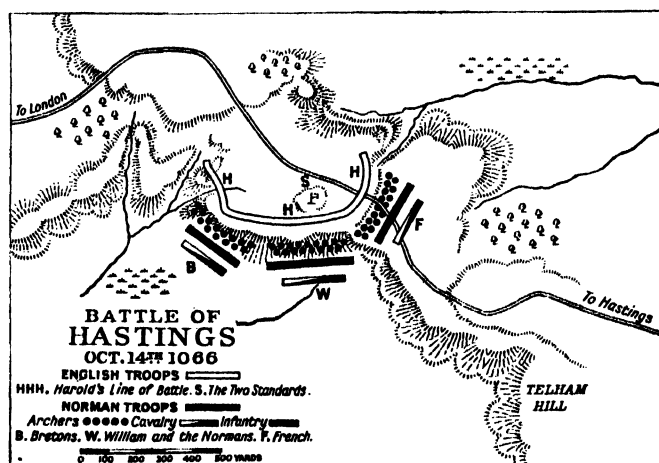 To London
H
S
H
H
F
B
W
To Hastings
TELHAM
HILL
BATTLE OF
HASTINGS
OCT. 14TH 1066
ENGLISH TROOPS
HHH. Harold's Line of Battle. S. The Two Standards.
NORMAN TROOPS
Archers Cavalry Infantry
B. Bretons. W. William and the Normans. F. French.
0 100 200 300 400 500 YARDS